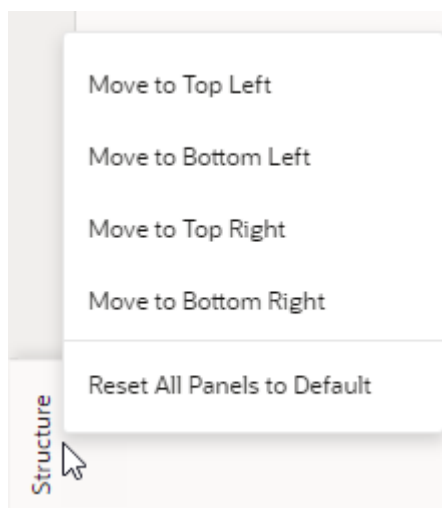 Move to Top Left
Move to Bottom Left
Move to Top Right
Move to Bottom Right
Reset All Panels to Default
Structure